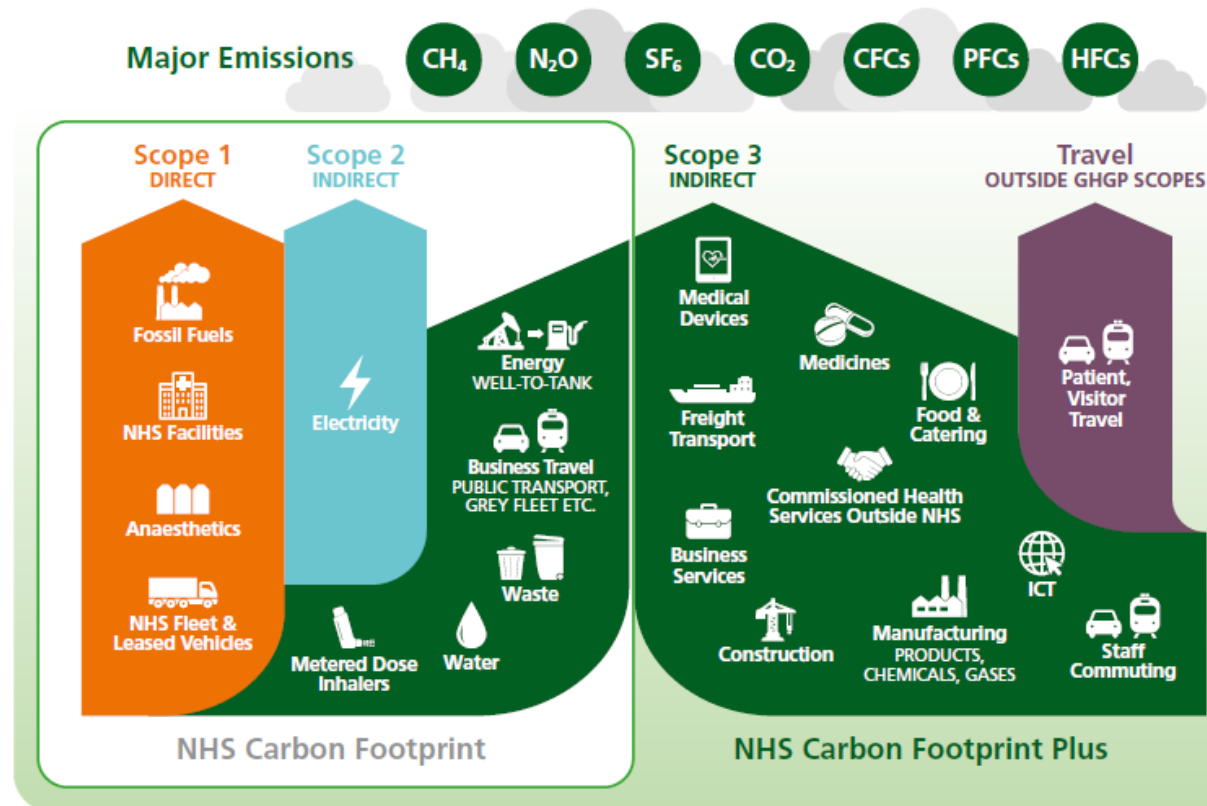 Major Emissions
CH₄
N₂O
SF₆
CO₂
CFCs
PFCs
HFCs
Scope 1
DIRECT
Scope 2
INDIRECT
Scope 3
INDIRECT
Travel
OUTSIDE GHGP SCOPES
Fossil Fuels
NHS Facilities
Anaesthetics
NHS Fleet &
Leased Vehicles
Electricity
Energy
WELL-TO-TANK
Business Travel
PUBLIC TRANSPORT,
GREY FLEET ETC.
Waste
Metered Dose
Inhalers
Water
Medical
Devices
Medicines
Freight
Transport
Food &
Catering
Commissioned Health
Services Outside NHS
Business
Services
ICT
Construction
Manufacturing
PRODUCTS,
CHEMICALS, GASES
Staff
Commuting
Patient,
Visitor
Travel
NHS Carbon Footprint
NHS Carbon Footprint Plus